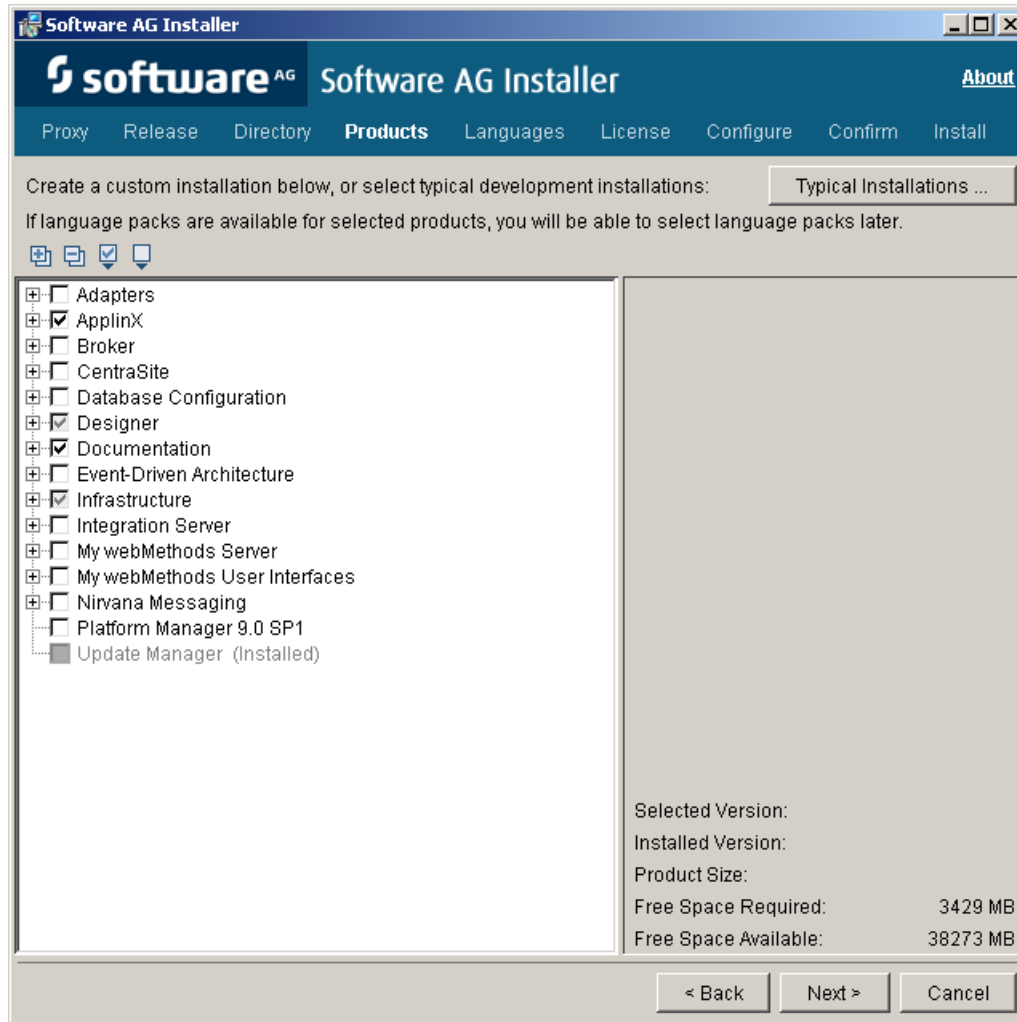 Software AG Installer
software AG Software AG Installer About
Proxy Release Directory Products Languages License Configure Confirm Install
Create a custom installation below, or select typical development installations: Typical Installations ...
If language packs are available for selected products, you will be able to select language packs later.
Adapters
ApplinX
Broker
CentraSite
Database Configuration
Designer
Documentation
Event-Driven Architecture
Infrastructure
Integration Server
My webMethods Server
My webMethods User Interfaces
Nirvana Messaging
Platform Manager 9.0 SP1
Update Manager (Installed)
Selected Version:
Installed Version:
Product Size:
Free Space Required: 3429 MB
Free Space Available: 38273 MB
< Back Next > Cancel